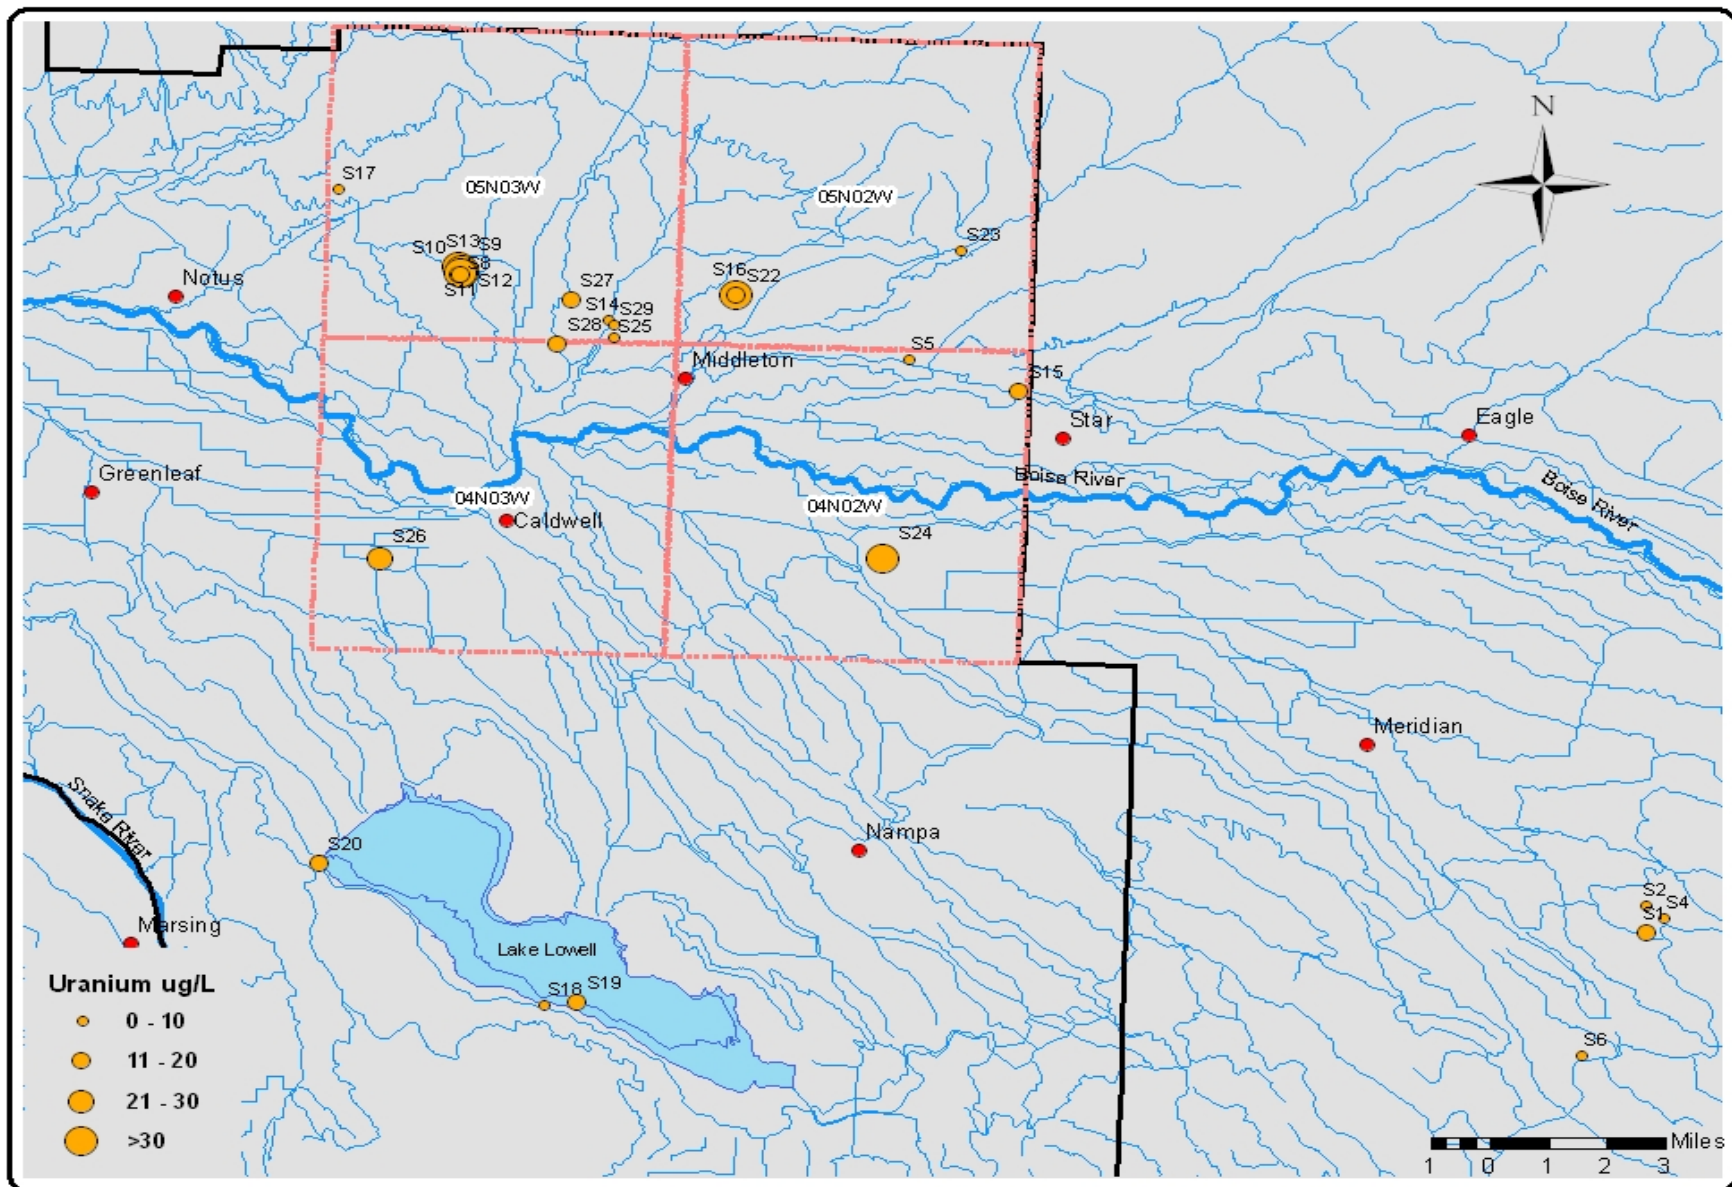 N
S17
05N03W
05N02W
S23
S10
S13
S9
S8
S12
S11
Notus
S27
S14
S29
S28
S25
S16
S22
S5
Middleton
S15
Star
Eagle
Greenleaf
Boise River
Boise River
04N03W
Caldwell
04N02W
S26
S24
Meridian
Snake River
Nampa
S20
S2
S4
S1
Marsing
Lake Lowell
S18
S19
S6
Uranium ug/L
0 - 10
11 - 20
21 - 30
>30
Miles
1 0 1 2 3